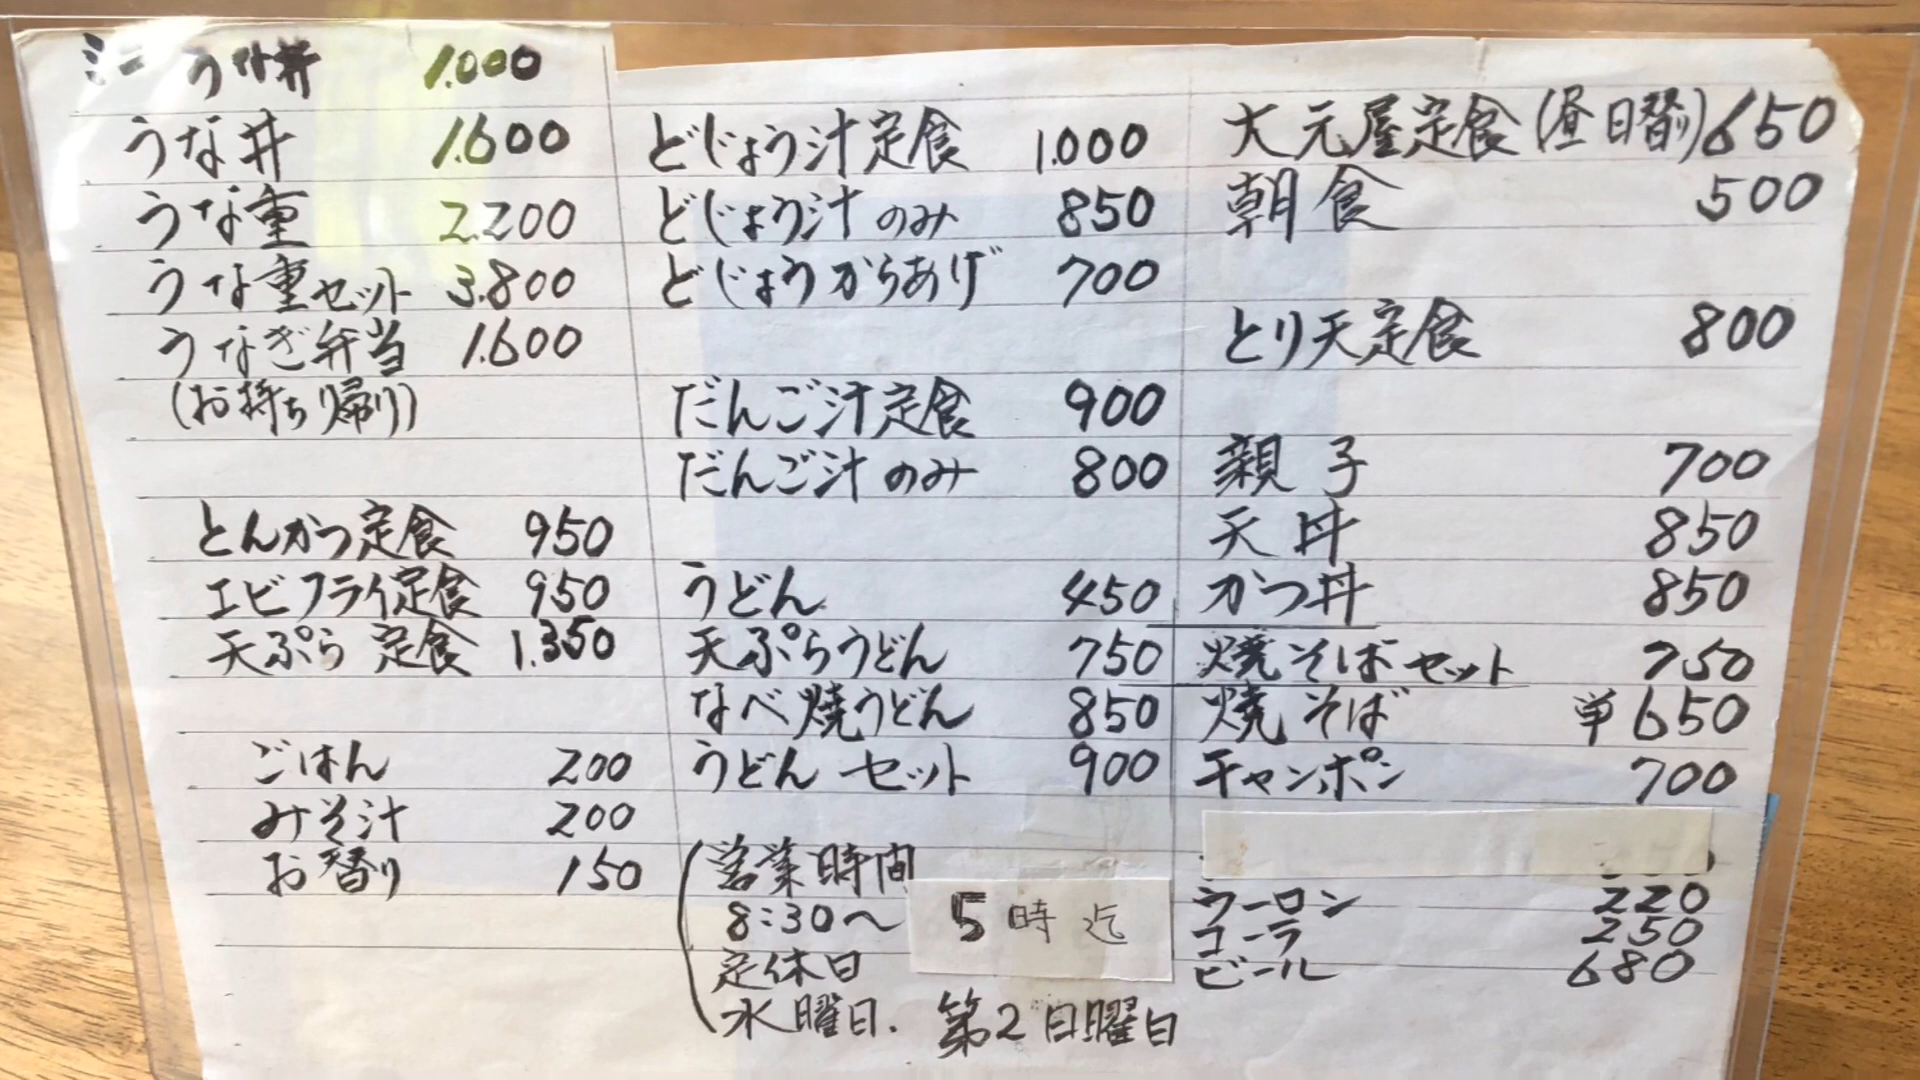 ミニうな丼 1.000
うな丼 1.600
うな重 2.200
うな重セット 3.800
うなぎ弁当 1.600
(お持ち帰り)
とんかつ定食 950
エビフライ定食 950
天ぷら定食 1.350
ごはん 200
みそ汁 200
お替り 150
どじょう汁定食 1.000
どじょう汁のみ 850
どじょうからあげ 700
だんご汁定食 900
だんご汁のみ 800
うどん 450
天ぷらうどん 750
なべ焼うどん 850
うどんセット 900
営業時間
8:30〜 5時迄
定休日
水曜日. 第2日曜日
大元屋定食(昼日替り) 650
朝食 500
とり天定食 800
親子 700
天丼 850
かつ丼 850
焼そばセット 750
焼そば 単650
チャンポン 700
ウーロン 220
コーラ 250
ビール 680